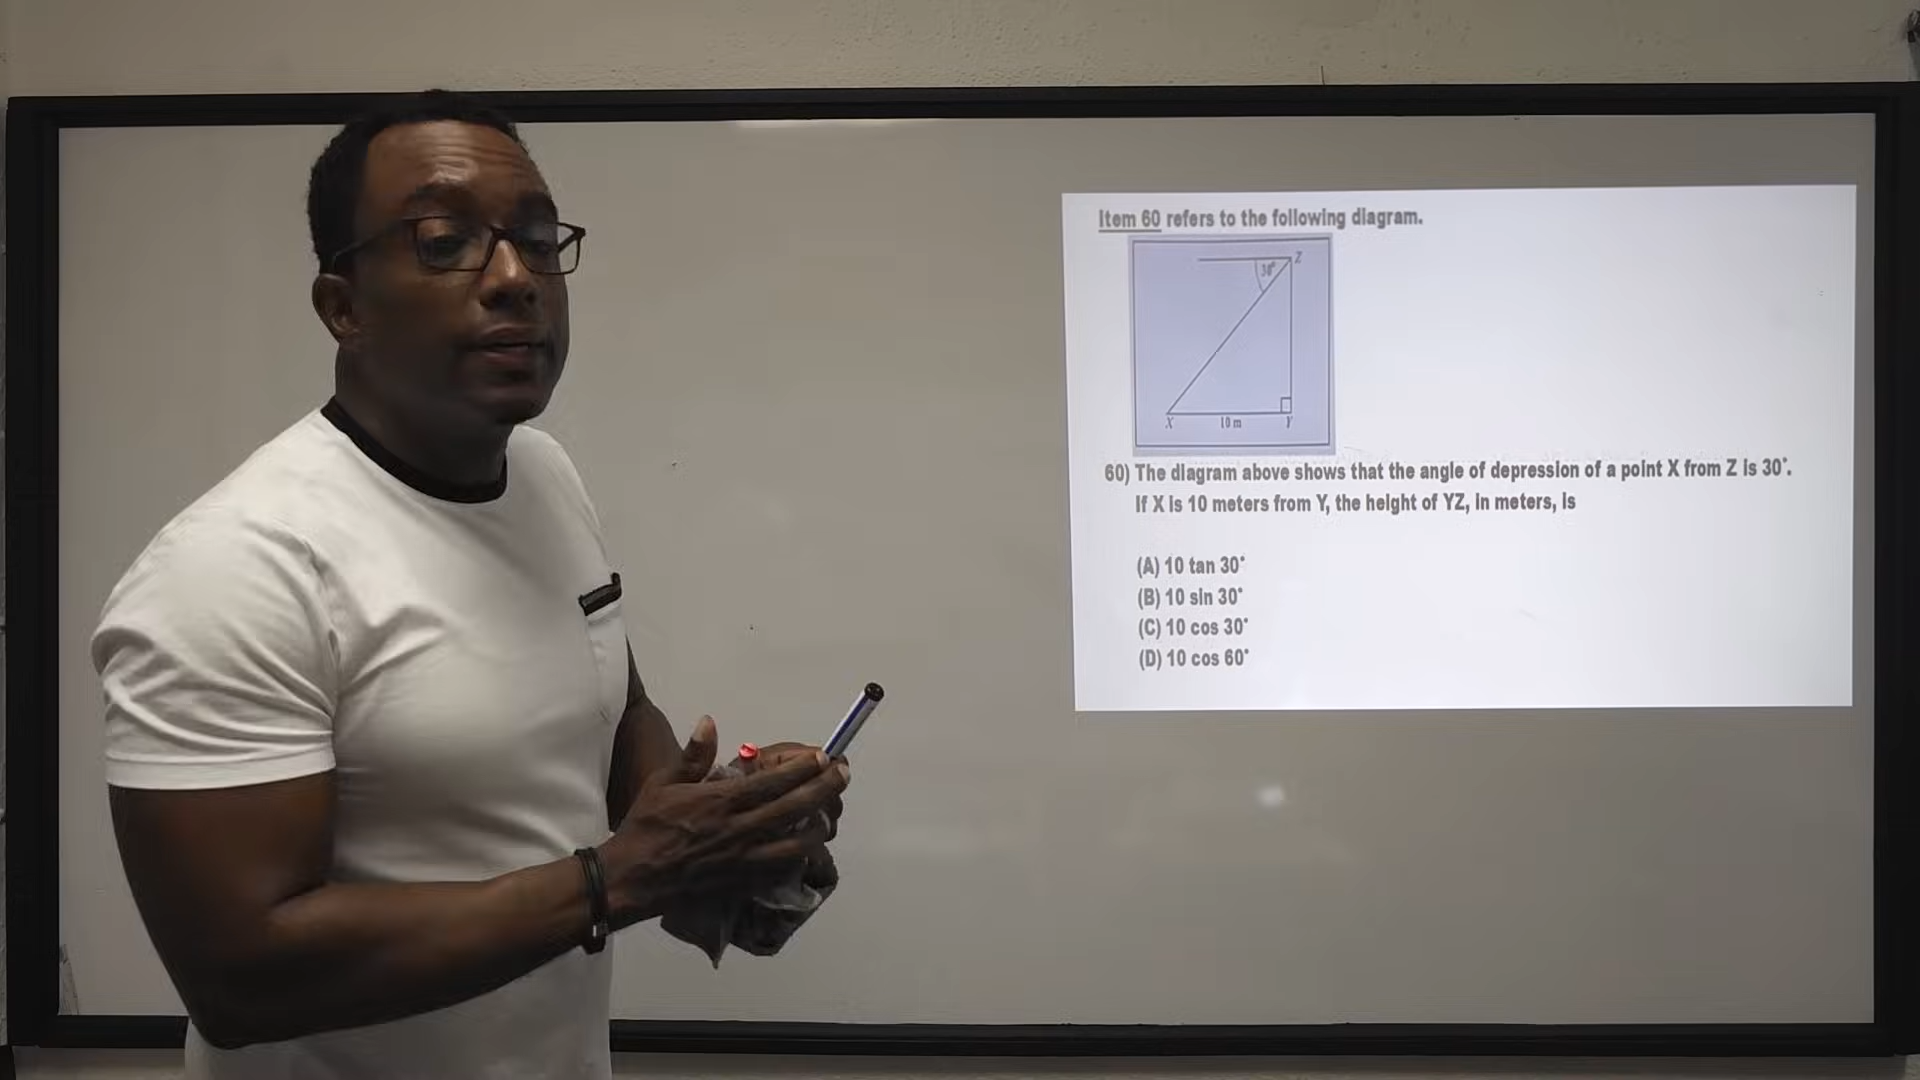 Item 60 refers to the following diagram.
30°
Z
X
10 m
Y
60) The diagram above shows that the angle of depression of a point X from Z is 30°.
If X is 10 meters from Y, the height of YZ, in meters, is
(A) 10 tan 30°
(B) 10 sin 30°
(C) 10 cos 30°
(D) 10 cos 60°